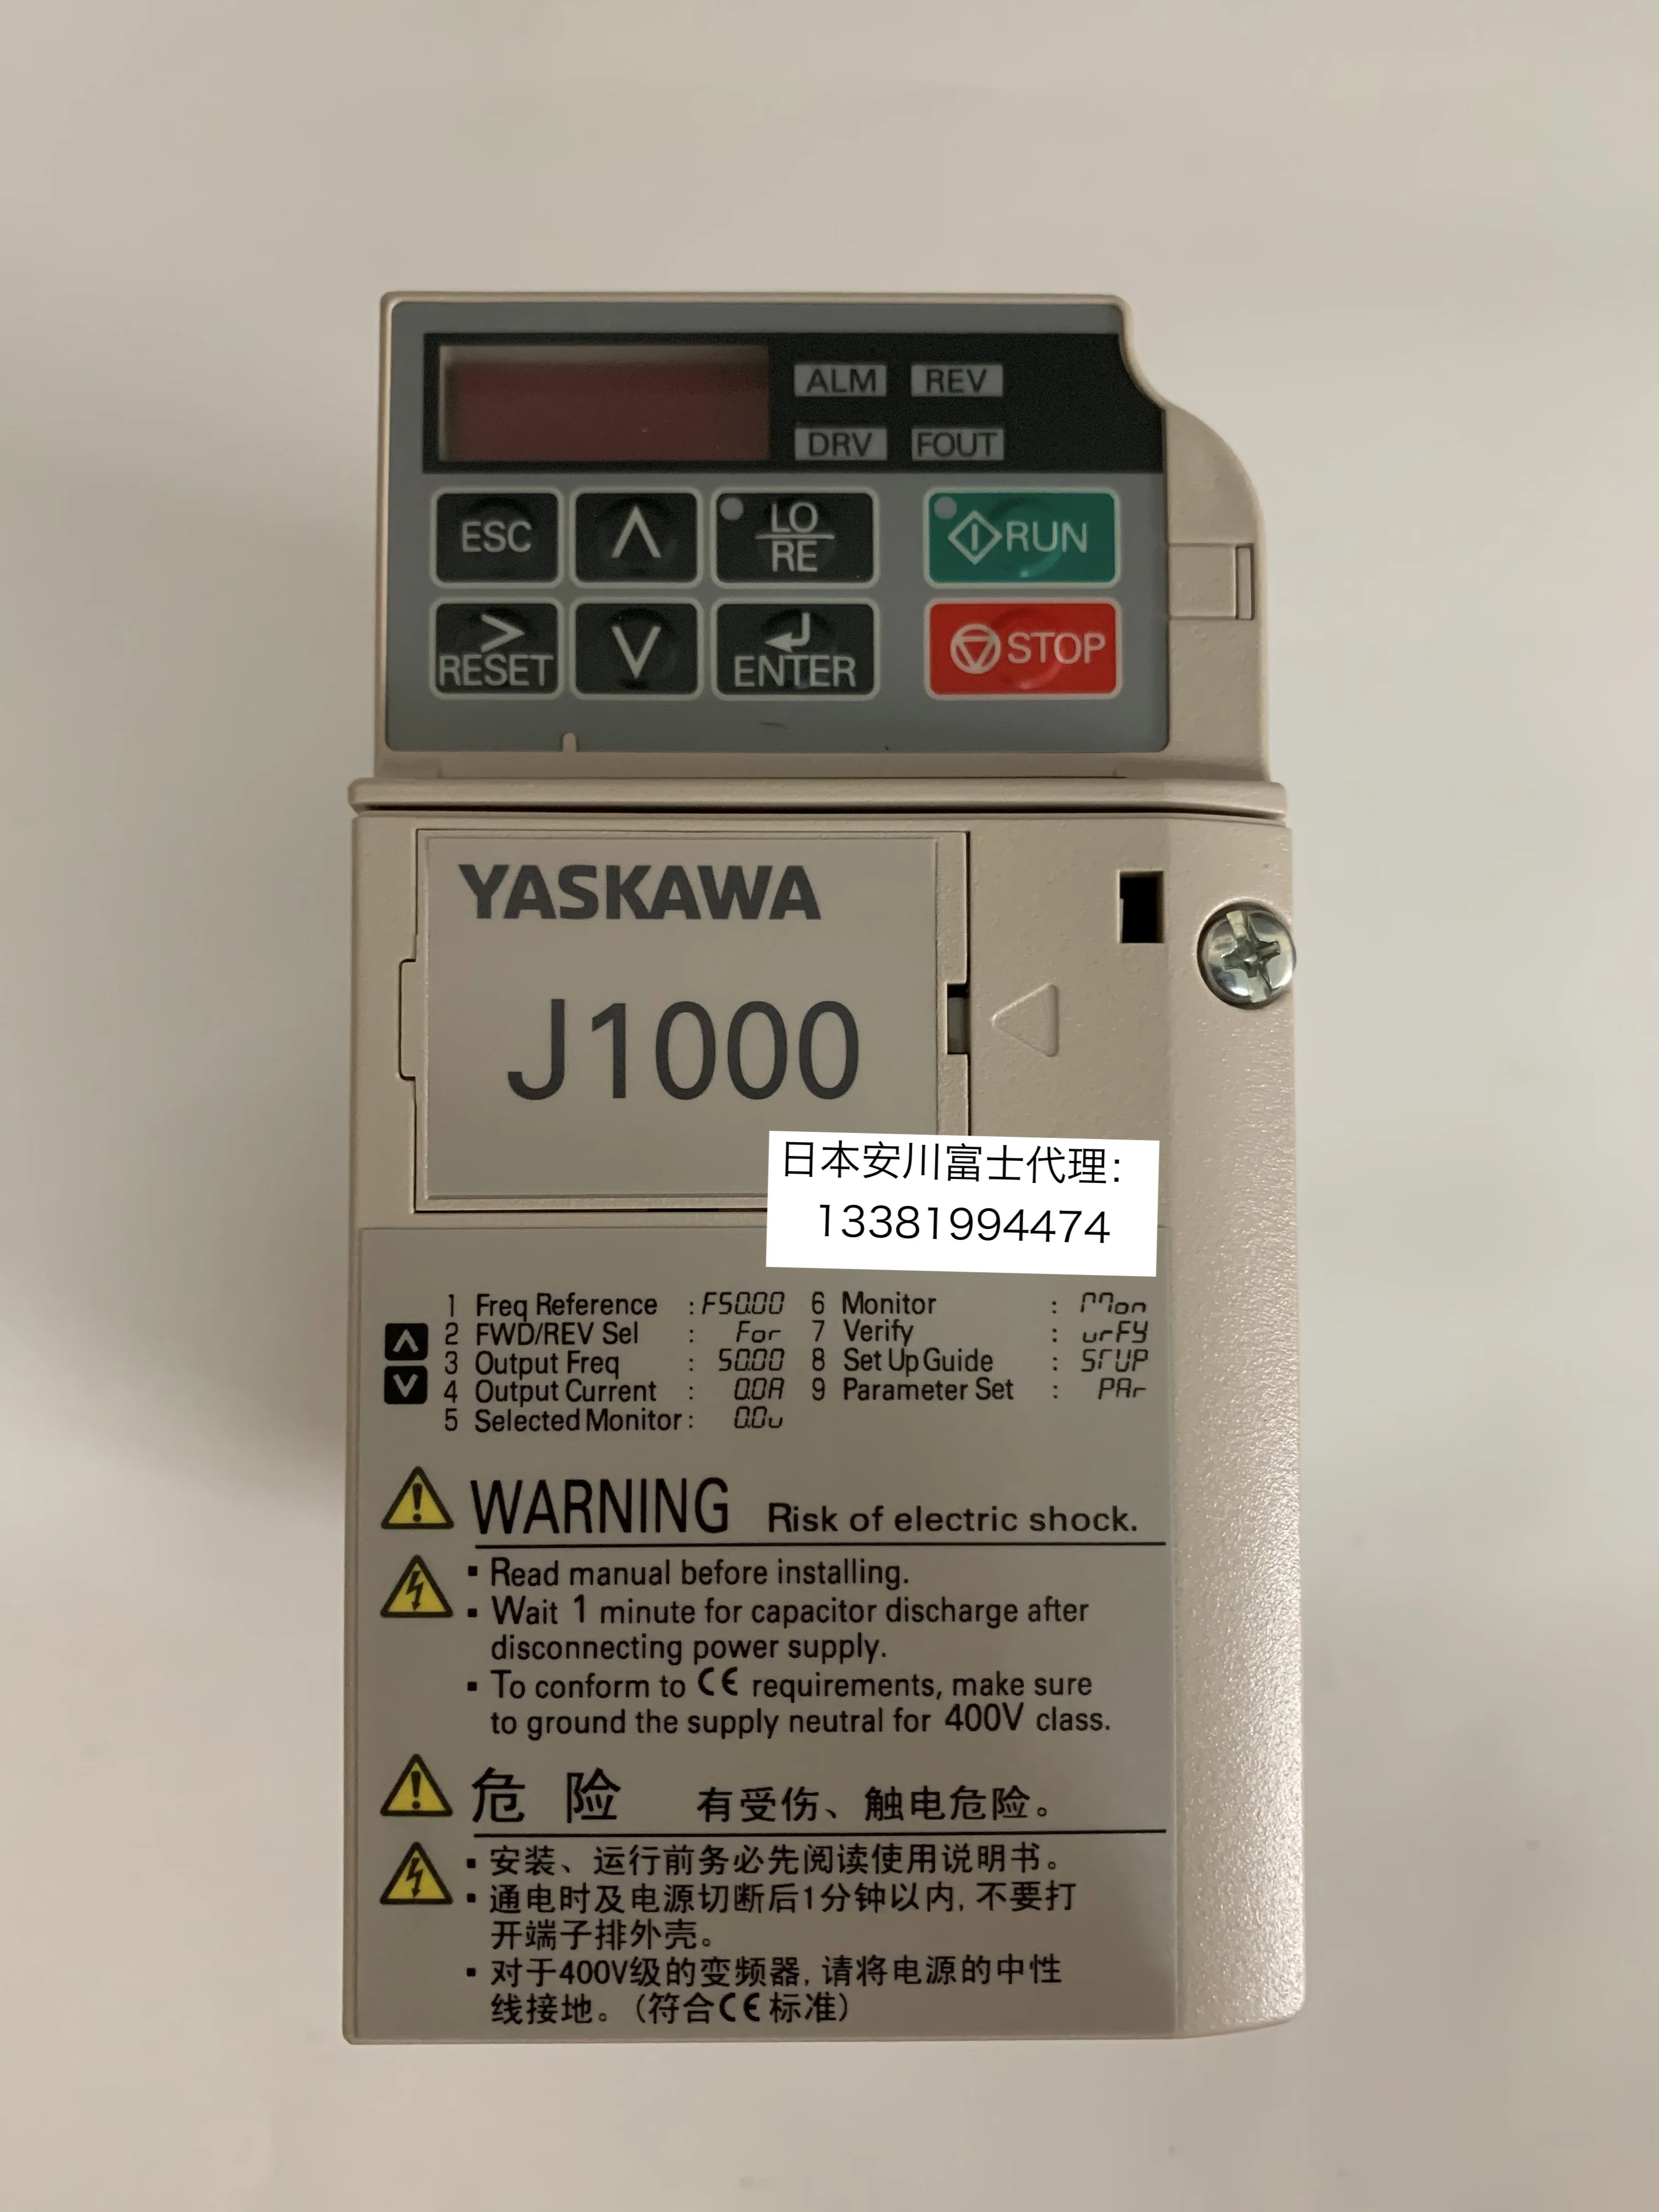 ALM REV
DRV FOUT
ESC ∧ LO
RE RUN
>
RESET ∨ ENTER STOP
YASKAWA
J1000
日本安川富士代理：
13381994474
1 Freq Reference : F50.00 6 Monitor : Mon
2 FWD/REV Sel : For 7 Verify : vrFY
3 Output Freq : 50.00 8 Set Up Guide : STUP
4 Output Current : 0.0A 9 Parameter Set : PAr
5 Selected Monitor : 0.0v
WARNING Risk of electric shock.
▪ Read manual before installing.
▪ Wait 1 minute for capacitor discharge after
disconnecting power supply.
▪ To conform to CE requirements, make sure
to ground the supply neutral for 400V class.
危 险 有受伤、触电危险。
▪ 安装、运行前务必先阅读使用说明书。
▪ 通电时及电源切断后1分钟以内，不要打
开端子排外壳。
▪ 对于400V级的变频器，请将电源的中性
线接地。（符合CE标准）